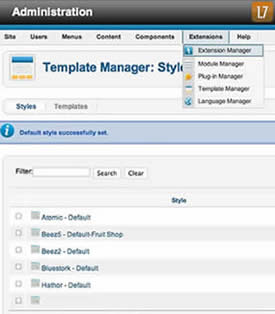 Administration
1.7
Site Users Menus Content Components Extensions Help
Extension Manager
Module Manager
Plug-in Manager
Template Manager
Language Manager
Template Manager: Style
Styles Templates
Default style successfully set.
Filter: Search Clear
Style
Atomic - Default
Beez5 - Default-Fruit Shop
Beez2 - Default
Bluestork - Default
Hathor - Default